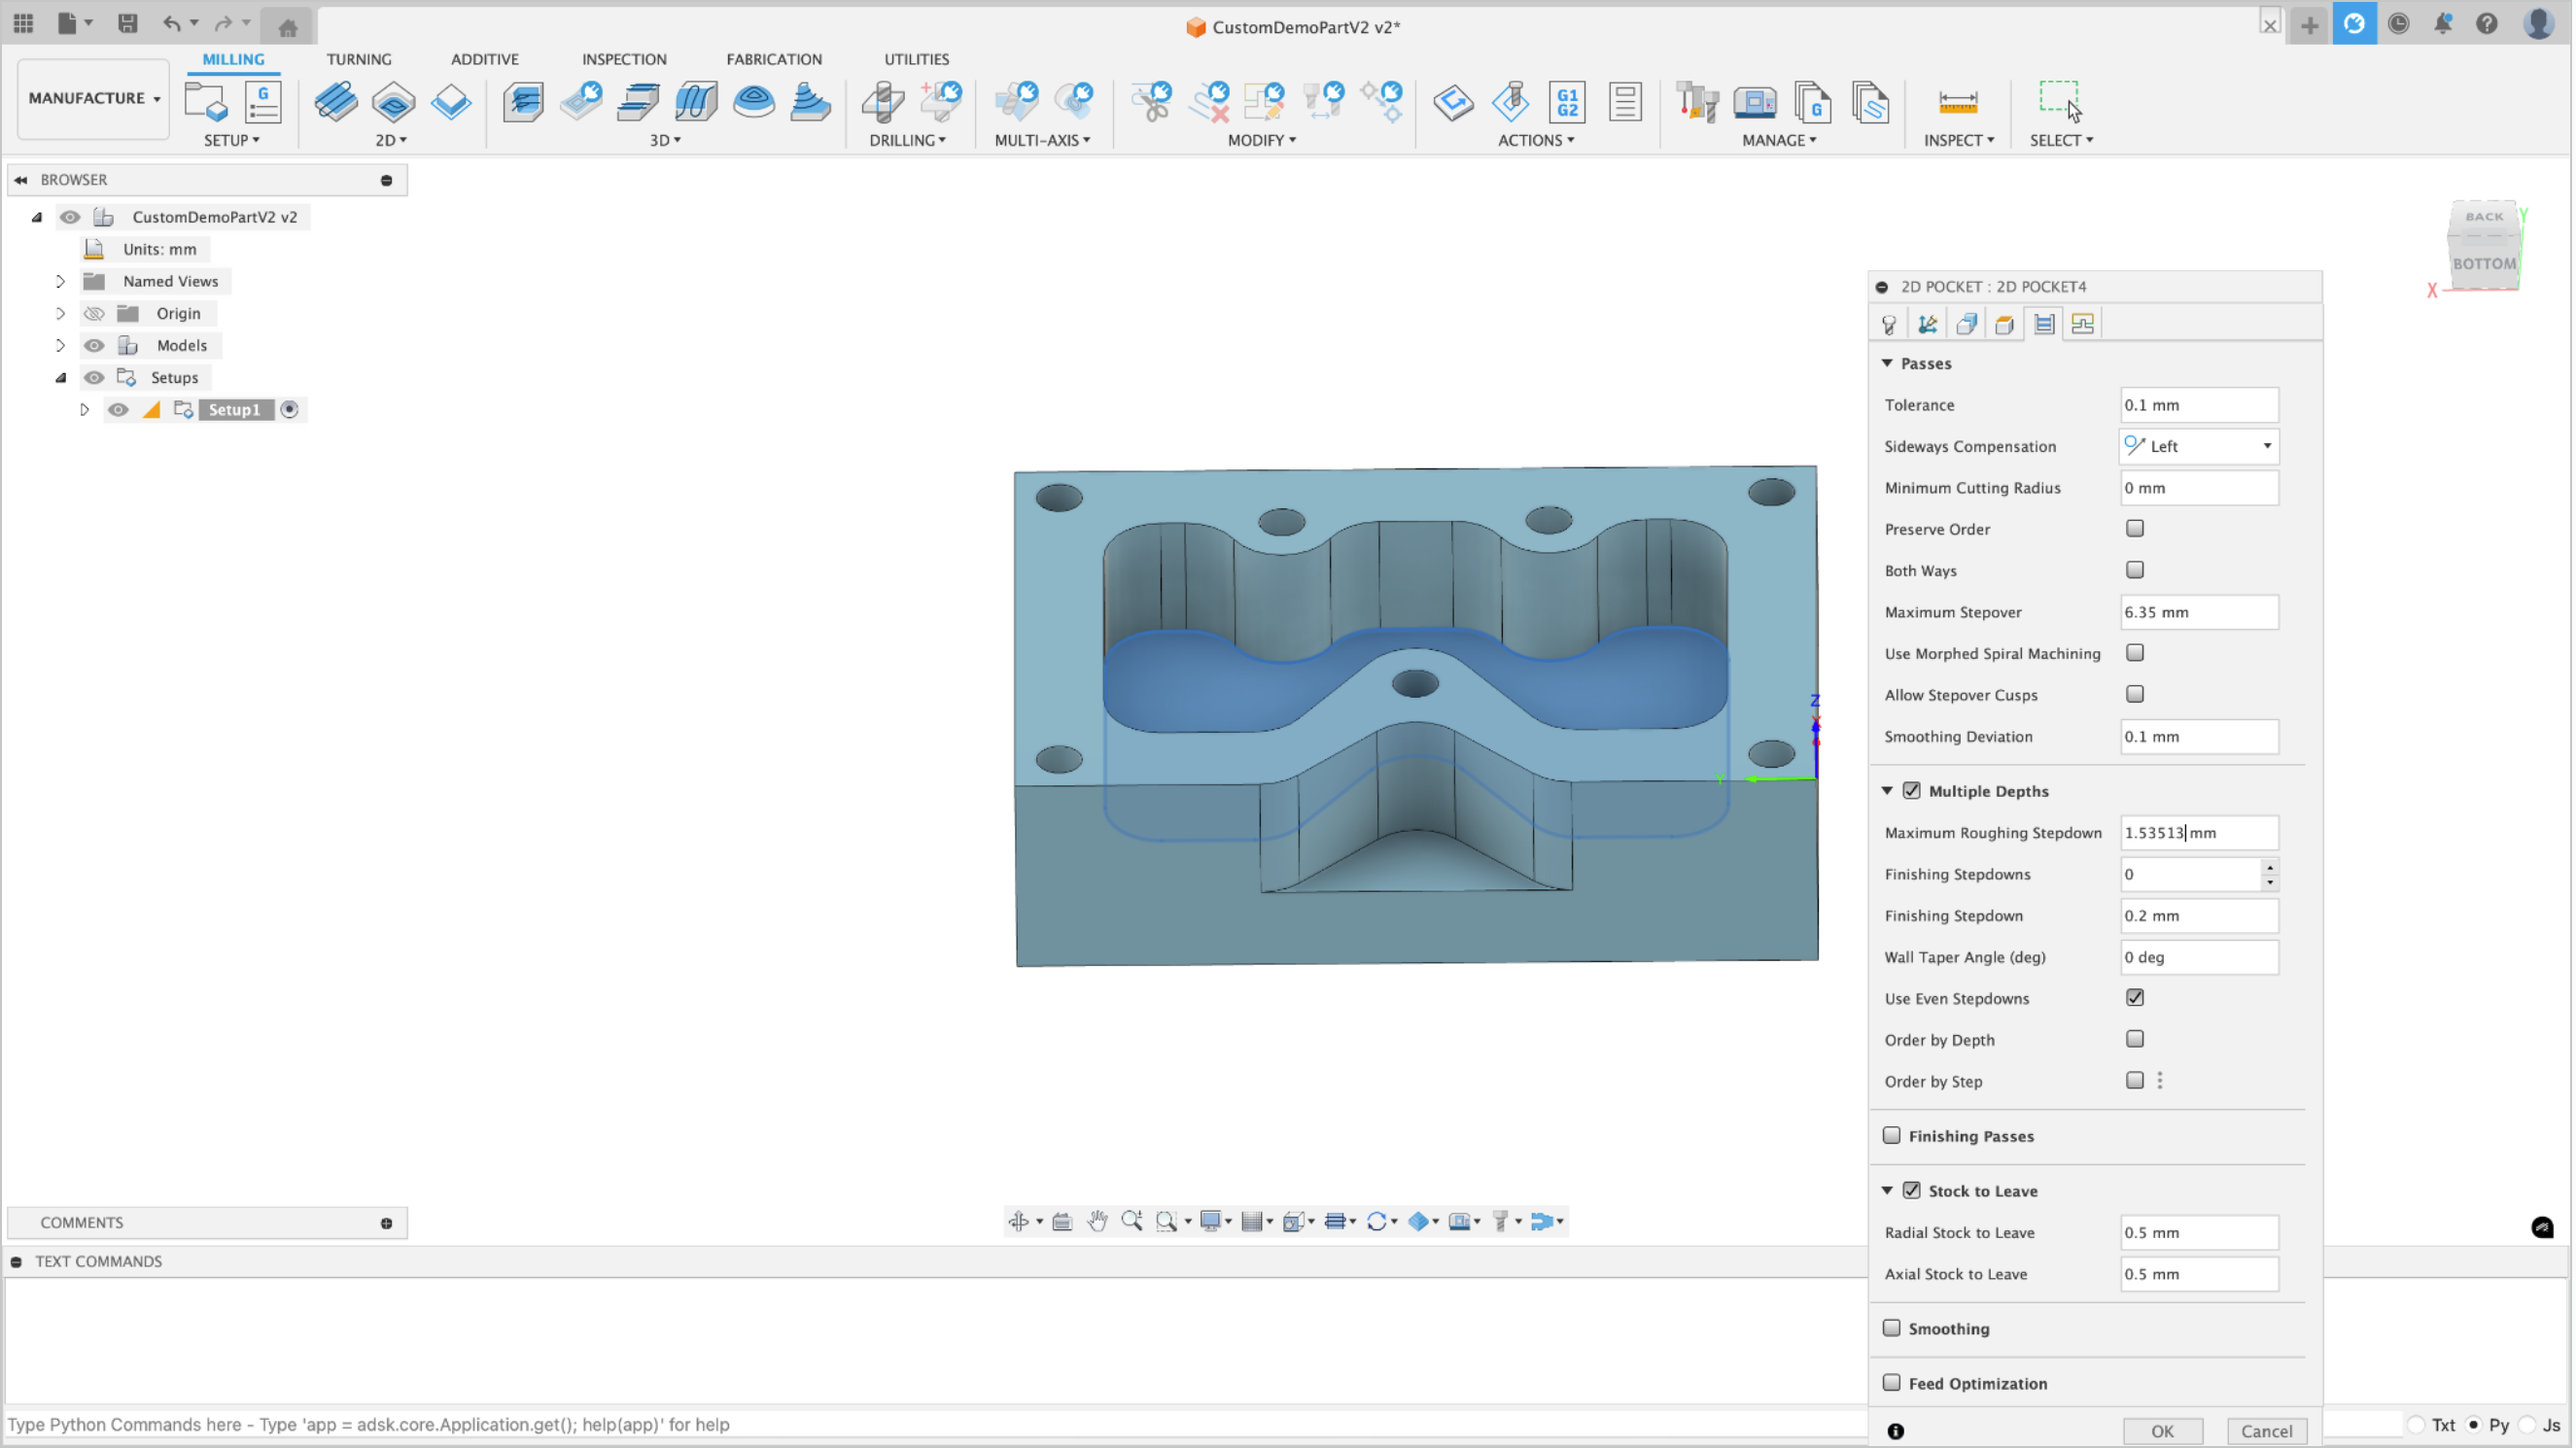 CustomDemoPartV2 v2*
MILLING TURNING ADDITIVE INSPECTION FABRICATION UTILITIES
MANUFACTURE
G
G1
G2
G
SETUP 2D 3D DRILLING MULTI-AXIS MODIFY ACTIONS MANAGE INSPECT SELECT
BROWSER
CustomDemoPartV2 v2
Units: mm
Named Views
Origin
Models
Setups
Setup1
BACK
BOTTOM
Y
X
Z
X
Y
2D POCKET : 2D POCKET4
Passes
Tolerance 0.1 mm
Sideways Compensation Left
Minimum Cutting Radius 0 mm
Preserve Order
Both Ways
Maximum Stepover 6.35 mm
Use Morphed Spiral Machining
Allow Stepover Cusps
Smoothing Deviation 0.1 mm
Multiple Depths
Maximum Roughing Stepdown 1.53513 mm
Finishing Stepdowns 0
Finishing Stepdown 0.2 mm
Wall Taper Angle (deg) 0 deg
Use Even Stepdowns
Order by Depth
Order by Step
Finishing Passes
Stock to Leave
Radial Stock to Leave 0.5 mm
Axial Stock to Leave 0.5 mm
Smoothing
Feed Optimization
OK Cancel
COMMENTS
TEXT COMMANDS
Type Python Commands here - Type 'app = adsk.core.Application.get(); help(app)' for help
Txt Py Js